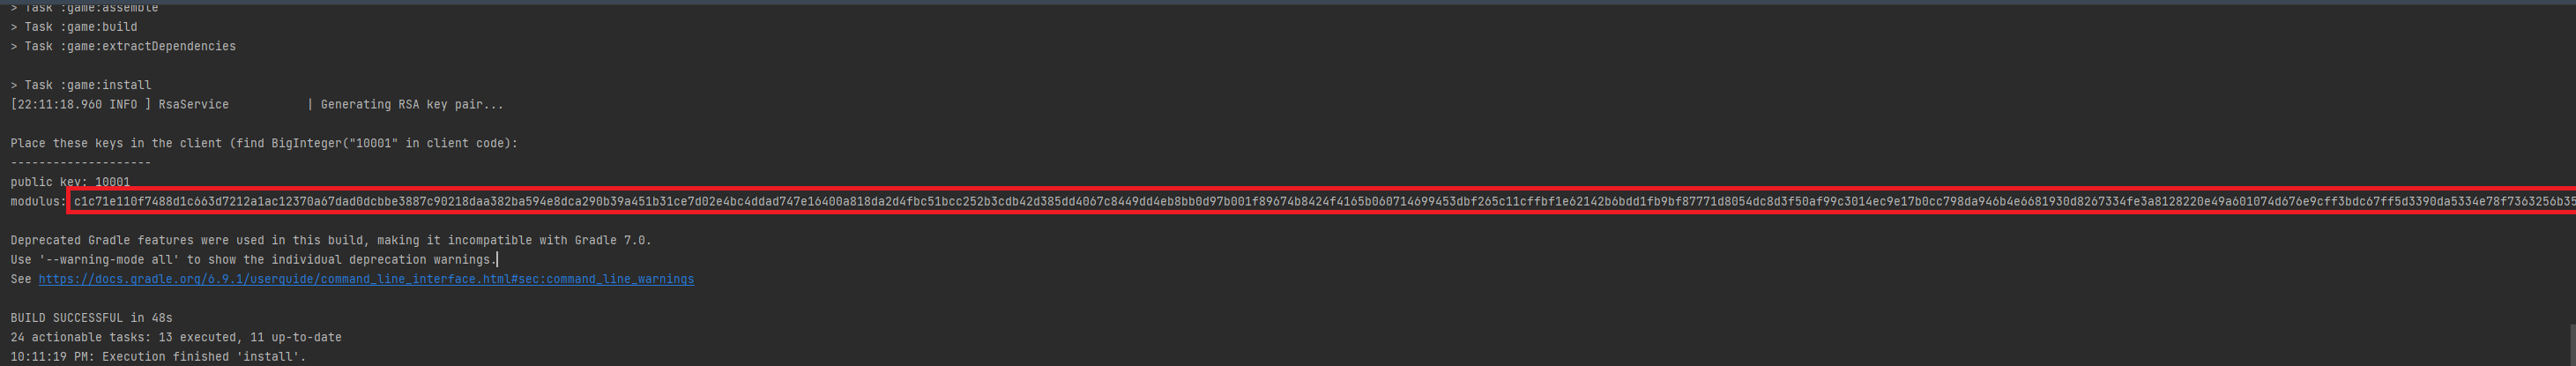 > Task :game:assemble
> Task :game:build
> Task :game:extractDependencies
> Task :game:install
[22:11:18.960 INFO ] RsaService | Generating RSA key pair...
Place these keys in the client (find BigInteger("10001" in client code):
--------------------
public key: 10001
modulus: c1c71e110f7488d1c663d7212a1ac12370a67dad0dcbbe3887c90218daa382ba594e8dca290b39a451b31ce7d02e4bc4ddad747e16400a818da2d4fbc51bcc252b3cdb42d385dd4067c8449dd4eb8bb0d97b001f89674b8424f4165b060714699453dbf265c11cffbf1e62142b6bdd1fb9bf87771d8054dc8d3f50af99c3014ec9e17b0cc798da946b4e6681930d8267334fe3a8128220e49a601074d676e9cff3bdc67ff5d3390da5334e78f7363256b35
Deprecated Gradle features were used in this build, making it incompatible with Gradle 7.0.
Use '--warning-mode all' to show the individual deprecation warnings.
See https://docs.gradle.org/6.9.1/userguide/command_line_interface.html#sec:command_line_warnings
BUILD SUCCESSFUL in 48s
24 actionable tasks: 13 executed, 11 up-to-date
10:11:19 PM: Execution finished 'install'.